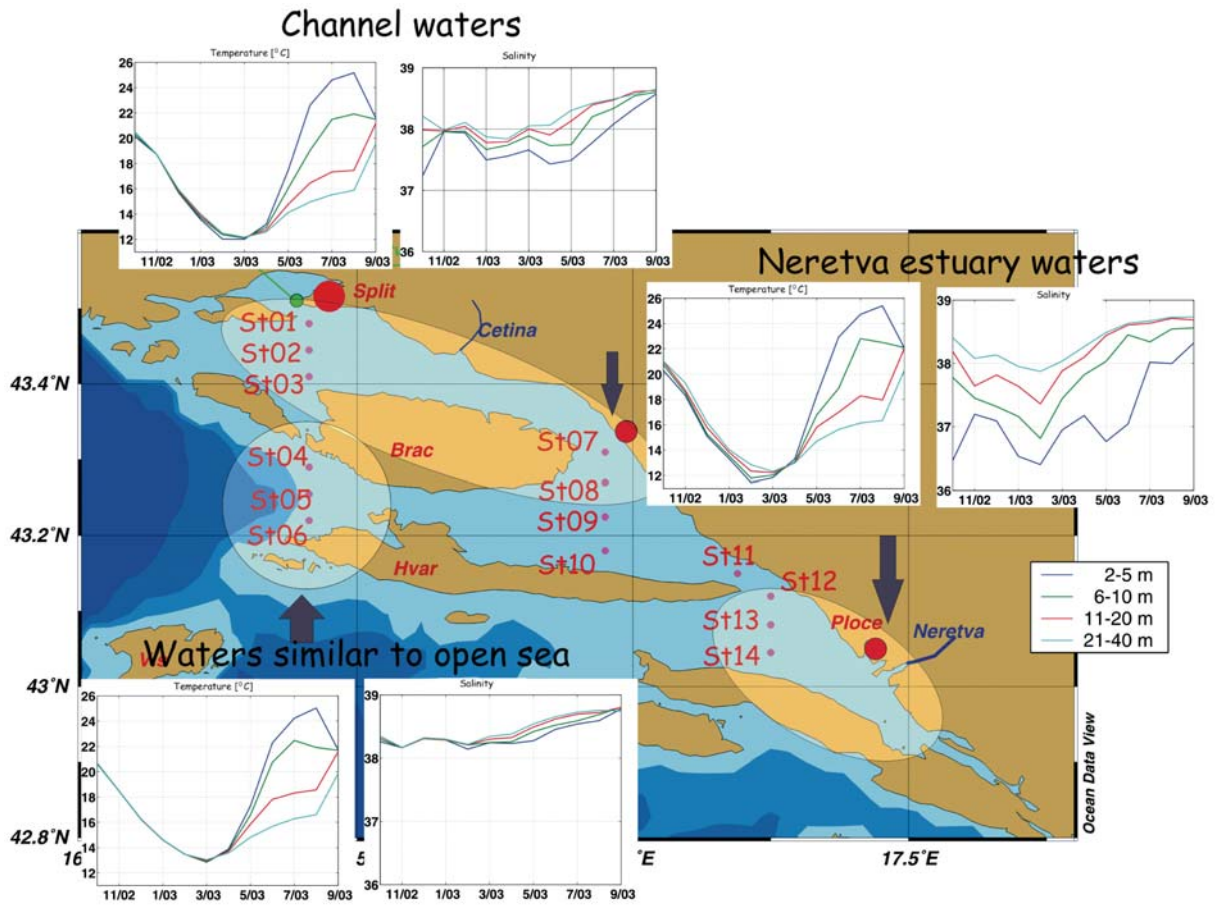 Channel waters
Temperature [°C]
Salinity
26
24
22
20
18
16
14
12
11/02 1/03 3/03 5/03 7/03 9/03
39
38
37
36
11/02 1/03 3/03 5/03 7/03 9/03
Neretva estuary waters
Temperature [°C]
Salinity
26
24
22
20
18
16
14
12
11/02 1/03 3/03 5/03 7/03 9/03
39
38
37
36
35
11/02 1/03 3/03 5/03 7/03 9/03
Split
St01
St02
St03
Cetina
43.4°N
Brac
St04
St05
St06
St07
St08
St09
St10
43.2°N
Hvar
St11
St12
St13
St14
Ploce
Neretva
2-5 m
6-10 m
11-20 m
21-40 m
43°N
Waters similar to open sea
Temperature [°C]
Salinity
26
24
22
20
18
16
14
12
11/02 1/03 3/03 5/03 7/03 9/03
39
38
37
36
11/02 1/03 3/03 5/03 7/03 9/03
42.8°N
17.5°E
Ocean Data View